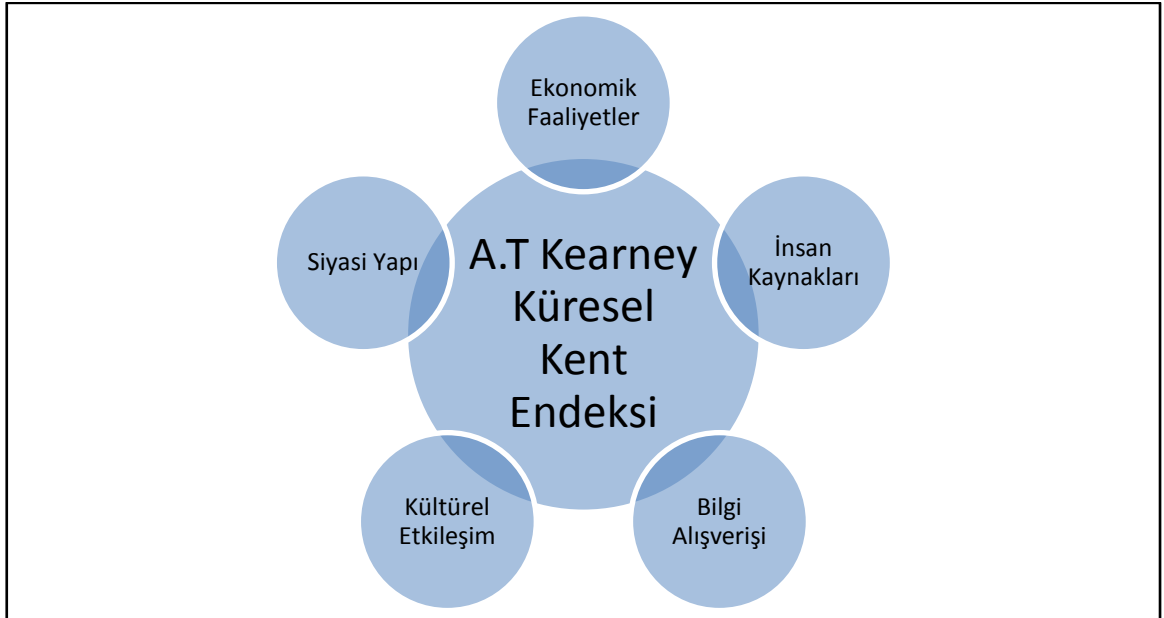 Ekonomik
Faaliyetler
Siyasi Yapı
A.T Kearney
Küresel
Kent
Endeksi
İnsan
Kaynakları
Kültürel
Etkileşim
Bilgi
Alışverişi